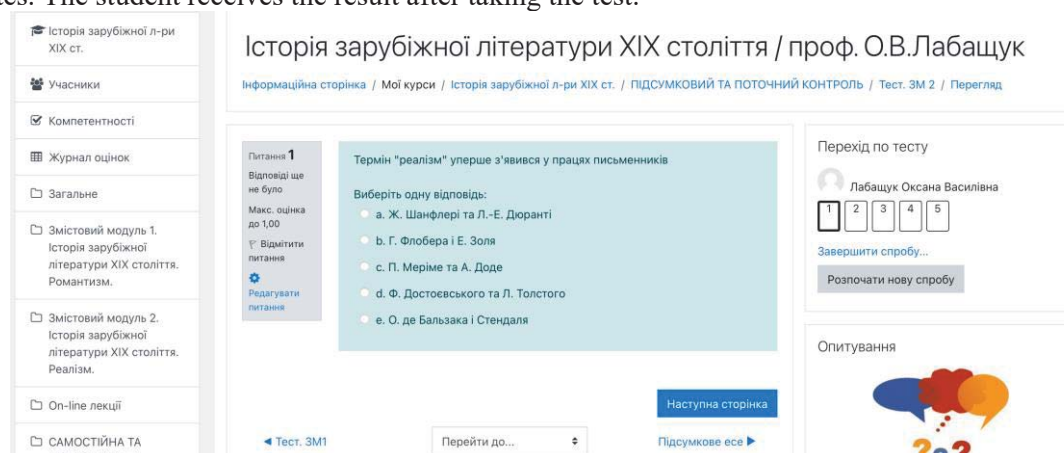 The student receives the result after taking the test.
Історія зарубіжної л-ри
XIX ст.
Учасники
Компетентності
Журнал оцінок
Загальне
Змістовий модуль 1.
Історія зарубіжної
літератури XIX століття.
Романтизм.
Змістовий модуль 2.
Історія зарубіжної
літератури XIX століття.
Реалізм.
On-line лекції
САМОСТІЙНА ТА
Історія зарубіжної літератури XIX століття / проф. О.В.Лабащук
Інформаційна сторінка / Мої курси / Історія зарубіжної л-ри XIX ст. / ПІДСУМКОВИЙ ТА ПОТОЧНИЙ КОНТРОЛЬ / Тест. ЗМ 2 / Перегляд
Питання 1
Відповіді ще
не було
Макс. оцінка
до 1,00
Відмітити
питання
Редагувати
питання
Термін "реалізм" уперше з'явився у працях письменників
Виберіть одну відповідь:
a. Ж. Шанфлері та Л.-Е. Дюранті
b. Г. Флобера і Е. Золя
c. П. Меріме та А. Доде
d. Ф. Достоєвського та Л. Толстого
e. О. де Бальзака і Стендаля
Наступна сторінка
◄ Тест. ЗМ1
Перейти до...
Підсумкове есе ►
Перехід по тесту
Лабащук Оксана Василівна
1 2 3 4 5
Завершити спробу...
Розпочати нову спробу
Опитування